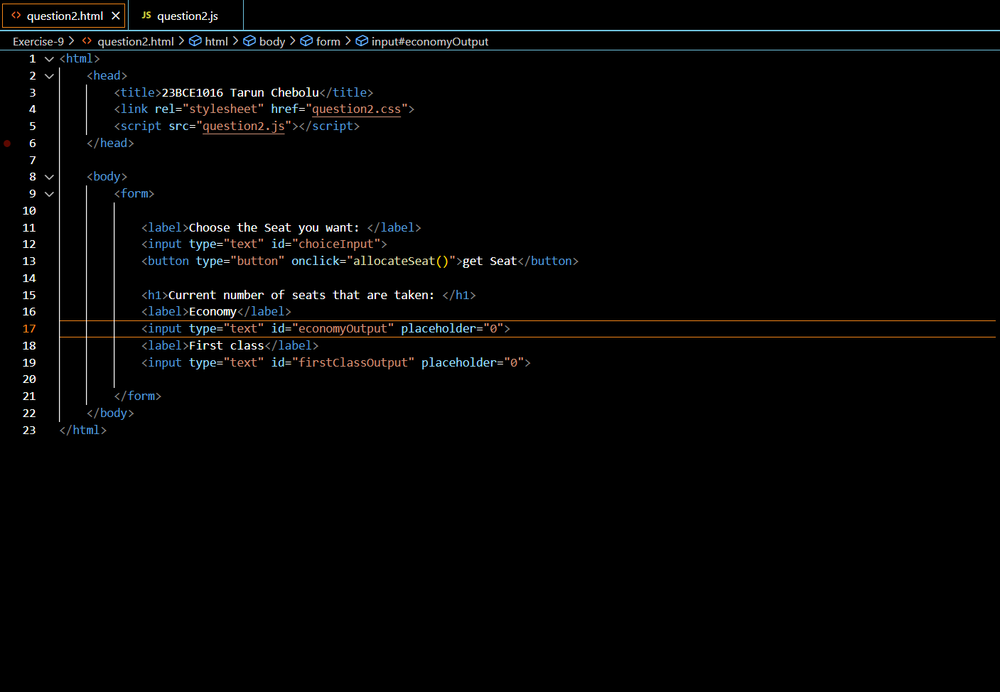 question2.html question2.js
Exercise-9 > question2.html > html > body > form > input#economyOutput
1 <html>
2 <head>
3 <title>23BCE1016 Tarun Chebolu</title>
4 <link rel="stylesheet" href="question2.css">
5 <script src="question2.js"></script>
6 </head>
7
8 <body>
9 <form>
10
11 <label>Choose the Seat you want: </label>
12 <input type="text" id="choiceInput">
13 <button type="button" onclick="allocateSeat()">get Seat</button>
14
15 <h1>Current number of seats that are taken: </h1>
16 <label>Economy</label>
17 <input type="text" id="economyOutput" placeholder="0">
18 <label>First class</label>
19 <input type="text" id="firstClassOutput" placeholder="0">
20
21 </form>
22 </body>
23 </html>